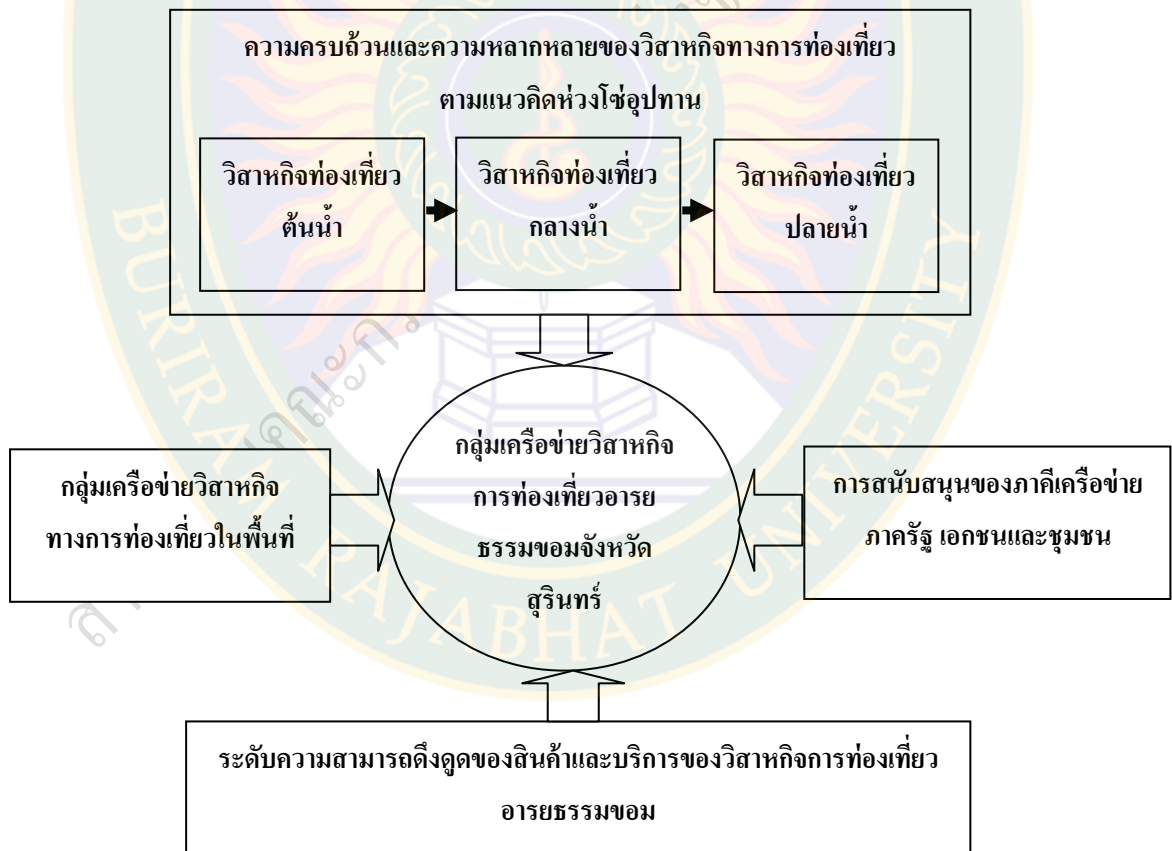 ความครบถ้วนและความหลากหลายของวิสาหกิจทางการท่องเที่ยว
ตามแนวคิดห่วงโซ่อุปทาน
วิสาหกิจท่องเที่ยว
ต้นน้ำ
วิสาหกิจท่องเที่ยว
กลางน้ำ
วิสาหกิจท่องเที่ยว
ปลายน้ำ
กลุ่มเครือข่ายวิสาหกิจ
ทางการท่องเที่ยวในพื้นที่
กลุ่มเครือข่ายวิสาหกิจ
การท่องเที่ยวอารย
ธรรมขอมจังหวัด
สุรินทร์
การสนับสนุนของภาคีเครือข่าย
ภาครัฐ เอกชนและชุมชน
ระดับความสามารถดึงดูดของสินค้าและบริการของวิสาหกิจการท่องเที่ยว
อารยธรรมขอม
BURIRAM RAJABHAT UNIVERSITY